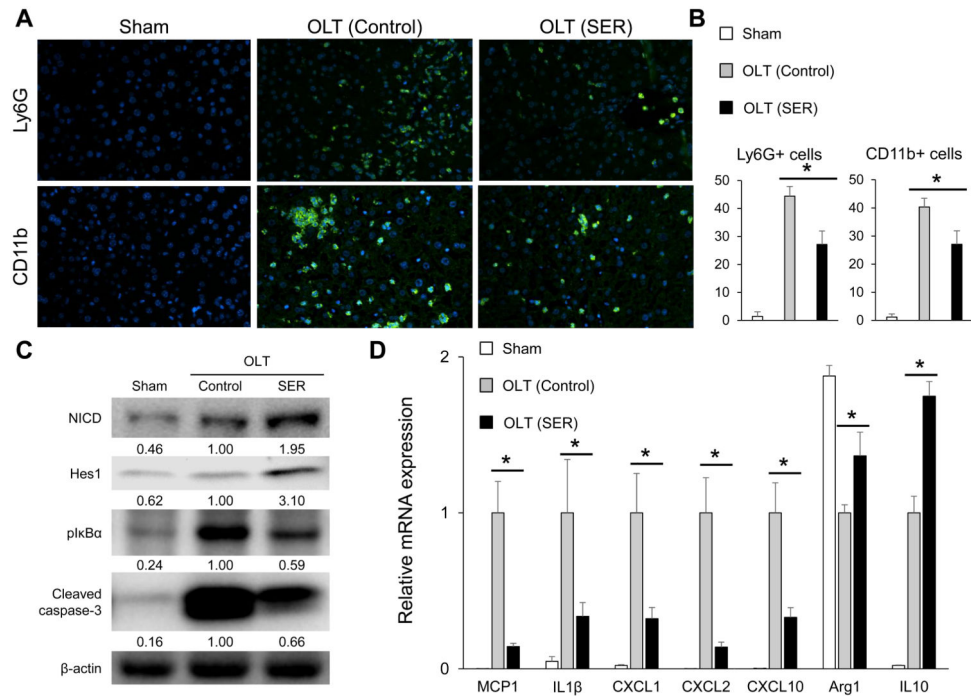 A
Sham
OLT (Control)
OLT (SER)
Ly6G
CD11b
B
Sham
OLT (Control)
OLT (SER)
Ly6G+ cells
CD11b+ cells
50
40
30
20
10
0
*
50
40
30
20
10
0
*
C
OLT
Sham
Control
SER
NICD
0.46 1.00 1.95
Hes1
0.62 1.00 3.10
pIκBα
0.24 1.00 0.59
Cleaved
caspase-3
0.16 1.00 0.66
β-actin
D
Sham
OLT (Control)
OLT (SER)
Relative mRNA expression
2
1
0
* * * * * * *
MCP1 IL1β CXCL1 CXCL2 CXCL10 Arg1 IL10